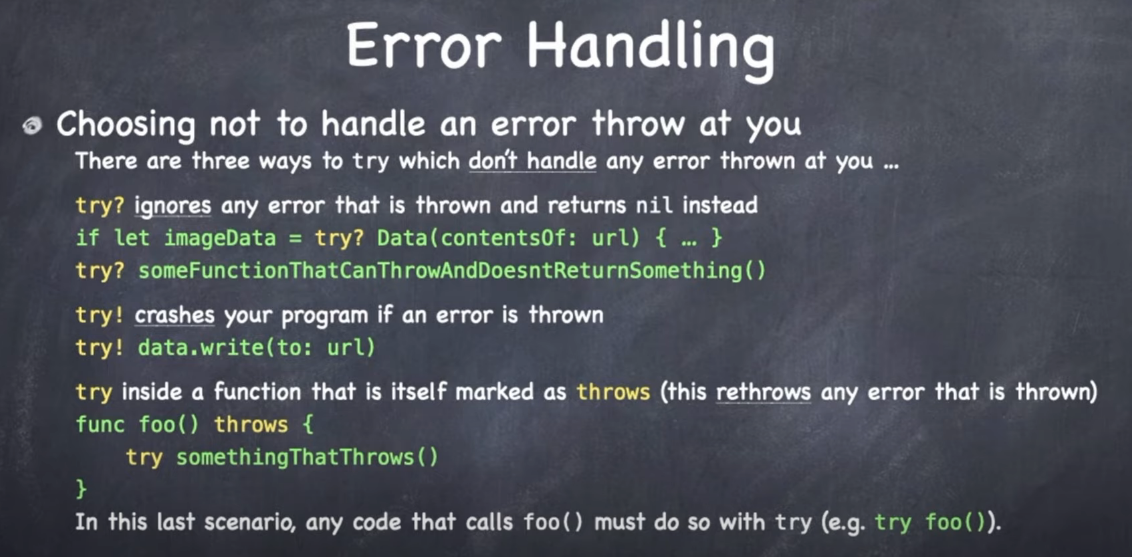 Error Handling
Choosing not to handle an error throw at you
There are three ways to try which don't handle any error thrown at you ...
try? ignores any error that is thrown and returns nil instead
if let imageData = try? Data(contentsOf: url) { … }
try? someFunctionThatCanThrowAndDoesntReturnSomething()
try! crashes your program if an error is thrown
try! data.write(to: url)
try inside a function that is itself marked as throws (this rethrows any error that is thrown)
func foo() throws {
try somethingThatThrows()
}
In this last scenario, any code that calls foo() must do so with try (e.g. try foo()).